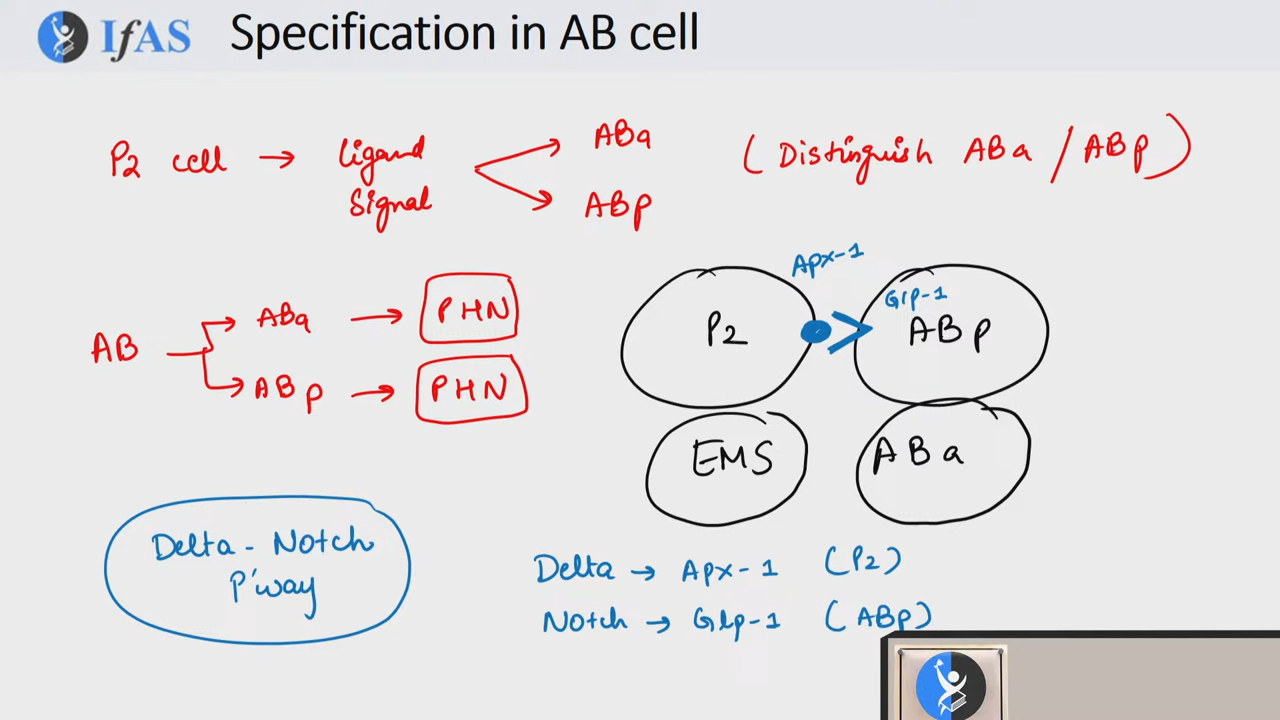 IfAS
Specification in AB cell
P2 cell → ligand signal → ABa
→ ABp
(Distinguish ABa / ABp)
AB → ABa → PHN
→ ABp → PHN
Apx-1
Glp-1
P2
ABp
EMS
ABa
Delta - Notch
P'way
Delta → Apx-1 (P2)
Notch → Glp-1 (ABp)